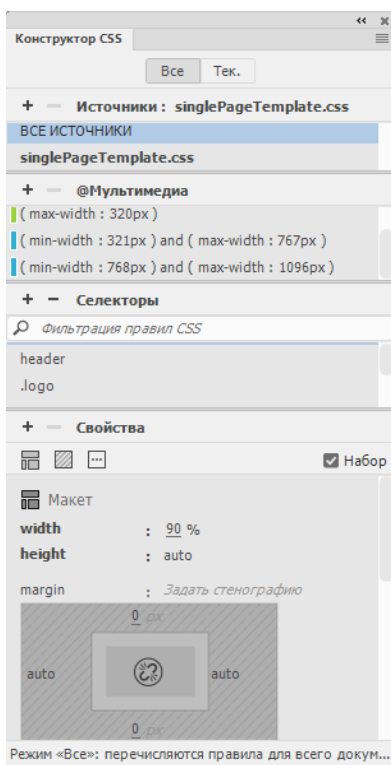 Конструктор CSS
Все Тек.
+ — Источники : singlePageTemplate.css
ВСЕ ИСТОЧНИКИ
singlePageTemplate.css
+ — @Мультимедиа
( max-width : 320px )
( min-width : 321px ) and ( max-width : 767px )
( min-width : 768px ) and ( max-width : 1096px )
+ — Селекторы
Фильтрация правил CSS
header
.logo
+ — Свойства
Набор
Макет
width : 90 %
height : auto
margin : Задать стенографию
0 px
auto auto
0 px
Режим «Все»: перечисляются правила для всего докум...